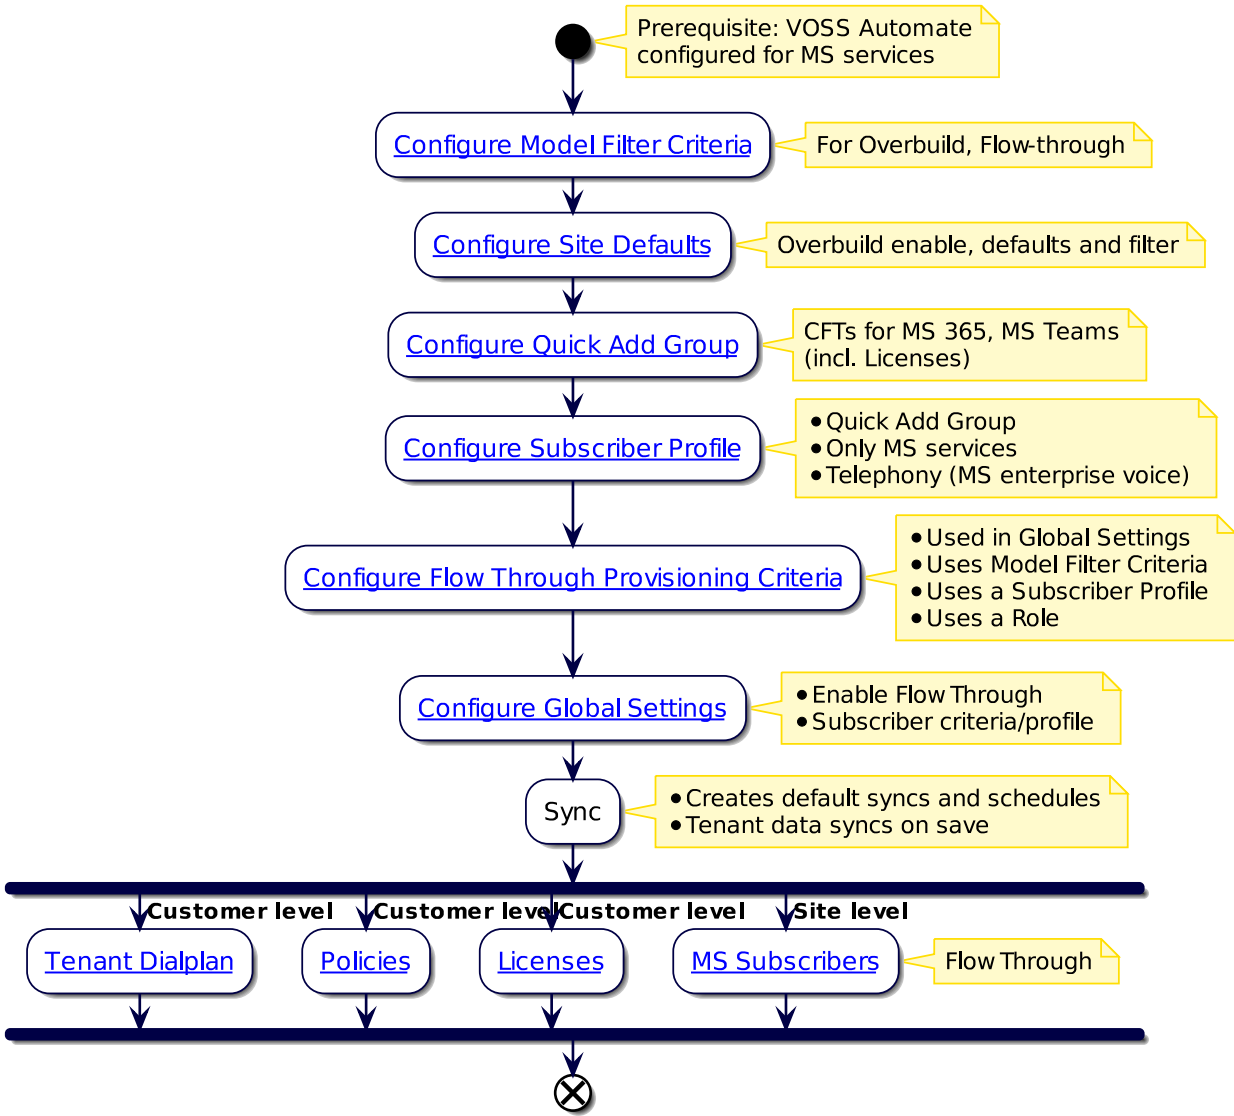 Prerequisite: VOSS Automate
configured for MS services
Configure Model Filter Criteria
For Overbuild, Flow-through
Configure Site Defaults
Overbuild enable, defaults and filter
Configure Quick Add Group
CFTs for MS 365, MS Teams
(incl. Licenses)
Configure Subscriber Profile
• Quick Add Group
• Only MS services
• Telephony (MS enterprise voice)
Configure Flow Through Provisioning Criteria
• Used in Global Settings
• Uses Model Filter Criteria
• Uses a Subscriber Profile
• Uses a Role
Configure Global Settings
• Enable Flow Through
• Subscriber criteria/profile
Sync
• Creates default syncs and schedules
• Tenant data syncs on save
Customer level
Customer level
Customer level
Site level
Tenant Dialplan
Policies
Licenses
MS Subscribers
Flow Through